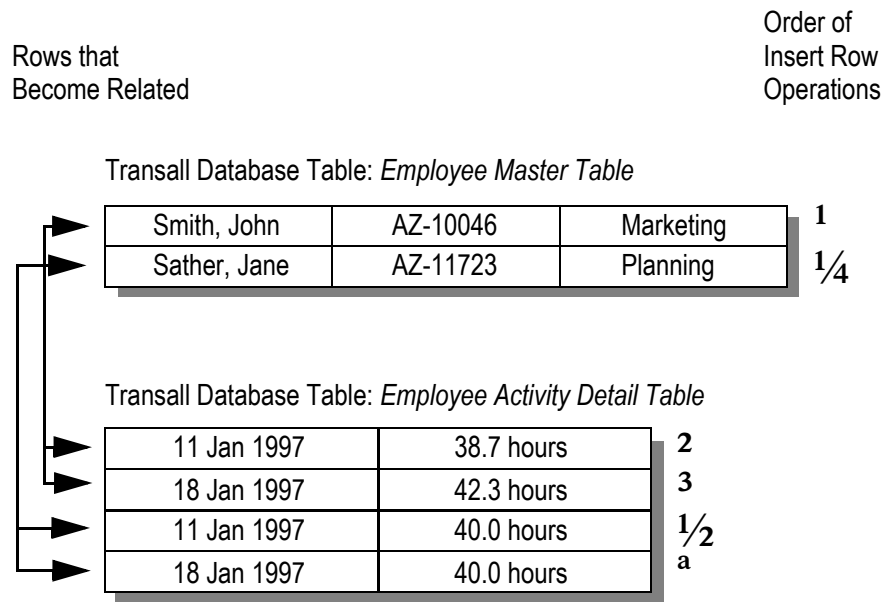 Order of
Rows that Insert Row
Become Related Operations
Transall Database Table: Employee Master Table
Smith, John AZ-10046 Marketing 1
Sather, Jane AZ-11723 Planning ¼
Transall Database Table: Employee Activity Detail Table
11 Jan 1997 38.7 hours 2
18 Jan 1997 42.3 hours 3
11 Jan 1997 40.0 hours ½
18 Jan 1997 40.0 hours a